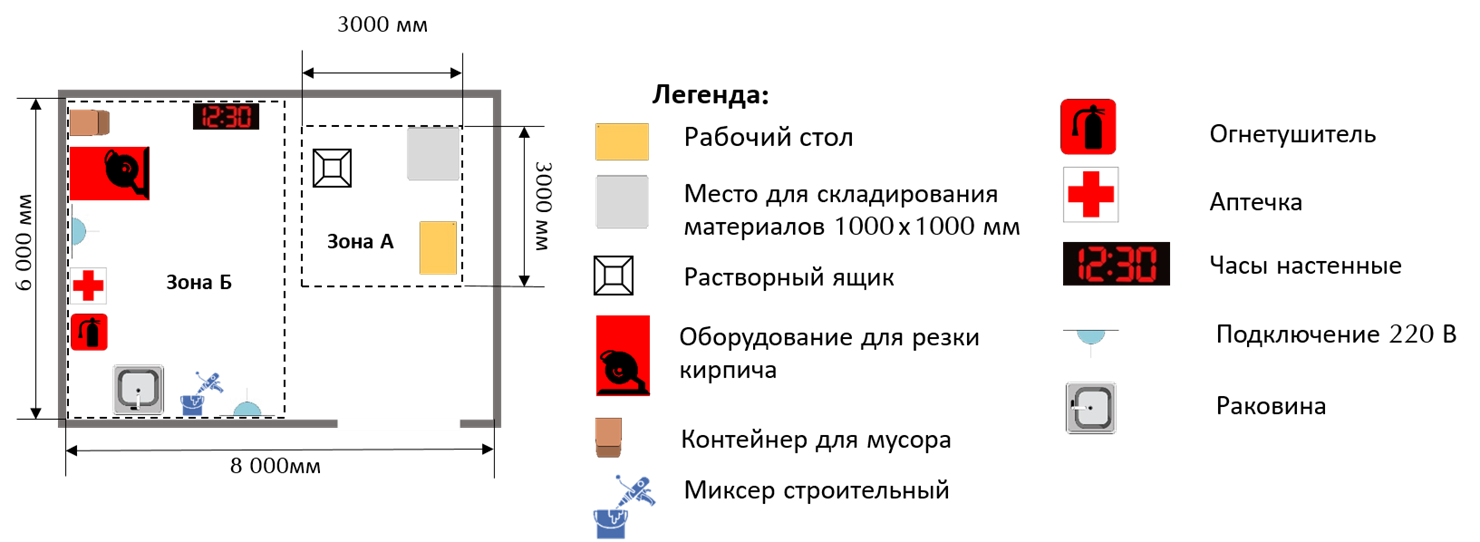 3000 мм
12:30
3000 мм
Зона А
6 000 мм
Зона Б
8 000мм
Легенда:
Рабочий стол
Место для складирования
материалов 1000 х 1000 мм
Растворный ящик
Оборудование для резки
кирпича
Контейнер для мусора
Миксер строительный
Огнетушитель
Аптечка
12:30
Часы настенные
Подключение 220 В
Раковина